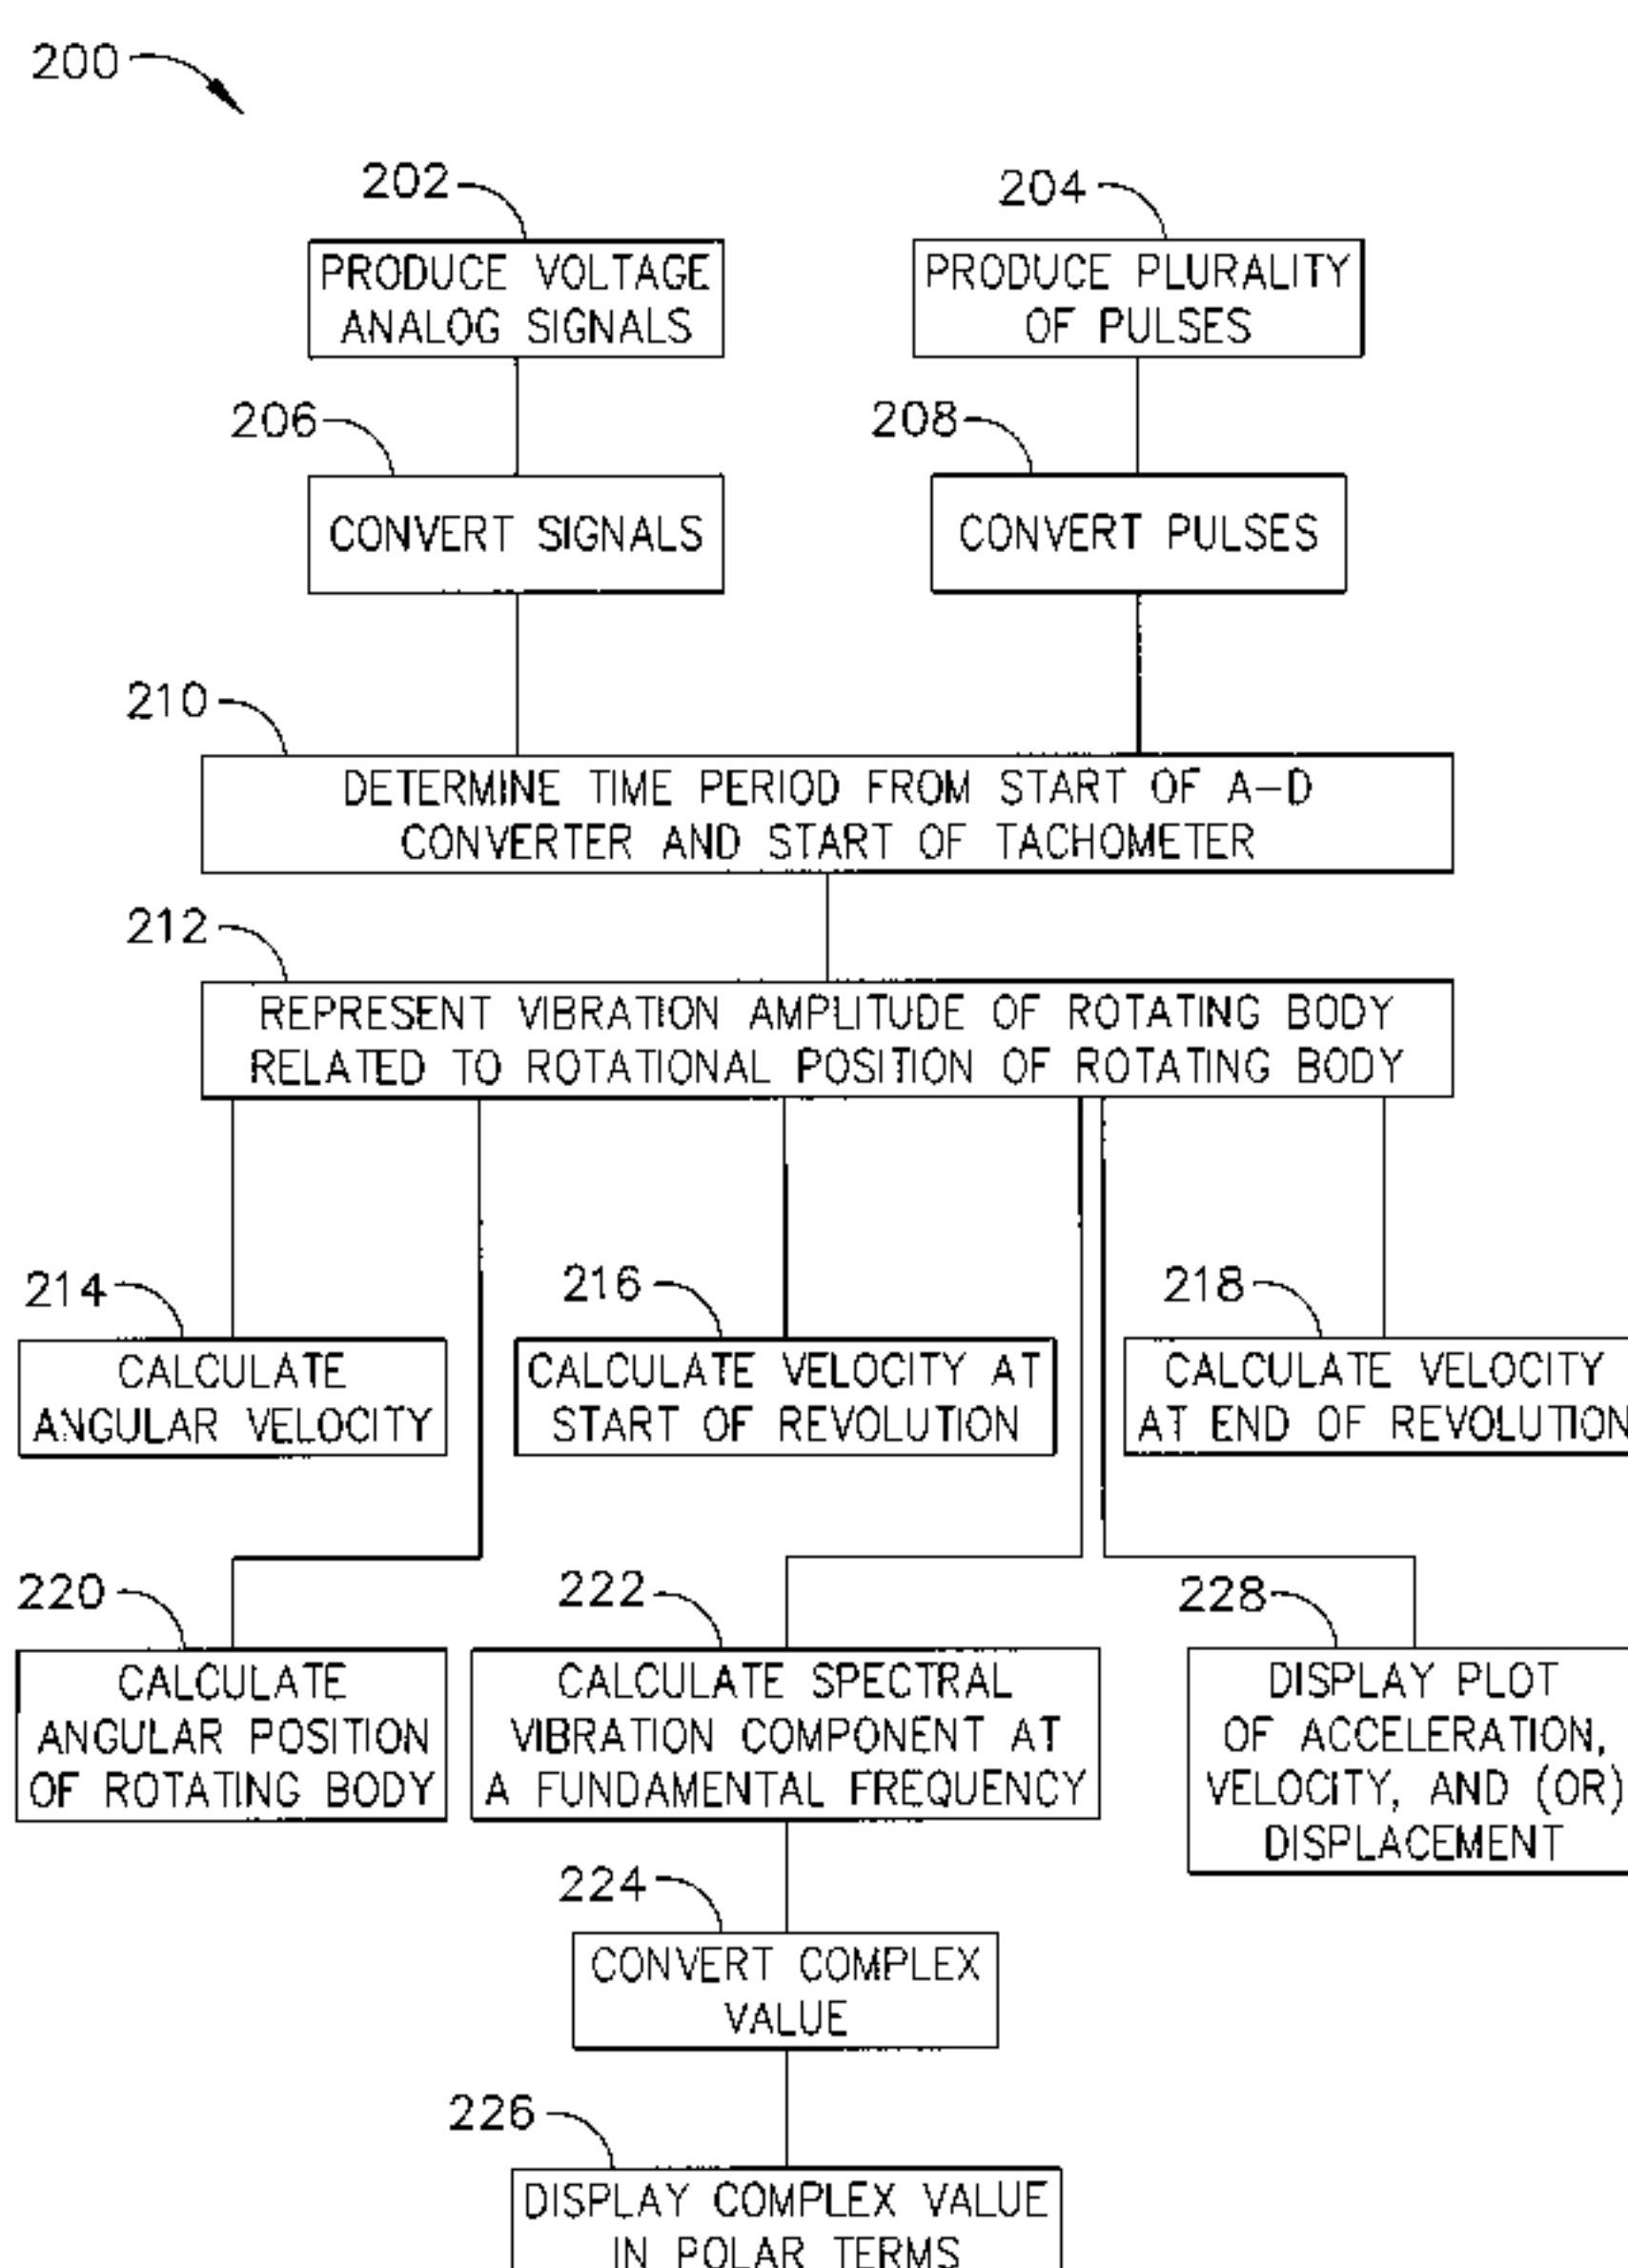 200
202
204
PRODUCE VOLTAGE
ANALOG SIGNALS
PRODUCE PLURALITY
OF PULSES
206
208
CONVERT SIGNALS
CONVERT PULSES
210
DETERMINE TIME PERIOD FROM START OF A-D
CONVERTER AND START OF TACHOMETER
212
REPRESENT VIBRATION AMPLITUDE OF ROTATING BODY
RELATED TO ROTATIONAL POSITION OF ROTATING BODY
214
216
218
CALCULATE
ANGULAR VELOCITY
CALCULATE VELOCITY AT
START OF REVOLUTION
CALCULATE VELOCITY
AT END OF REVOLUTION
220
222
228
CALCULATE
ANGULAR POSITION
OF ROTATING BODY
CALCULATE SPECTRAL
VIBRATION COMPONENT AT
A FUNDAMENTAL FREQUENCY
DISPLAY PLOT
OF ACCELERATION,
VELOCITY, AND (OR)
DISPLACEMENT
224
CONVERT COMPLEX
VALUE
226
DISPLAY COMPLEX VALUE
IN POLAR TERMS